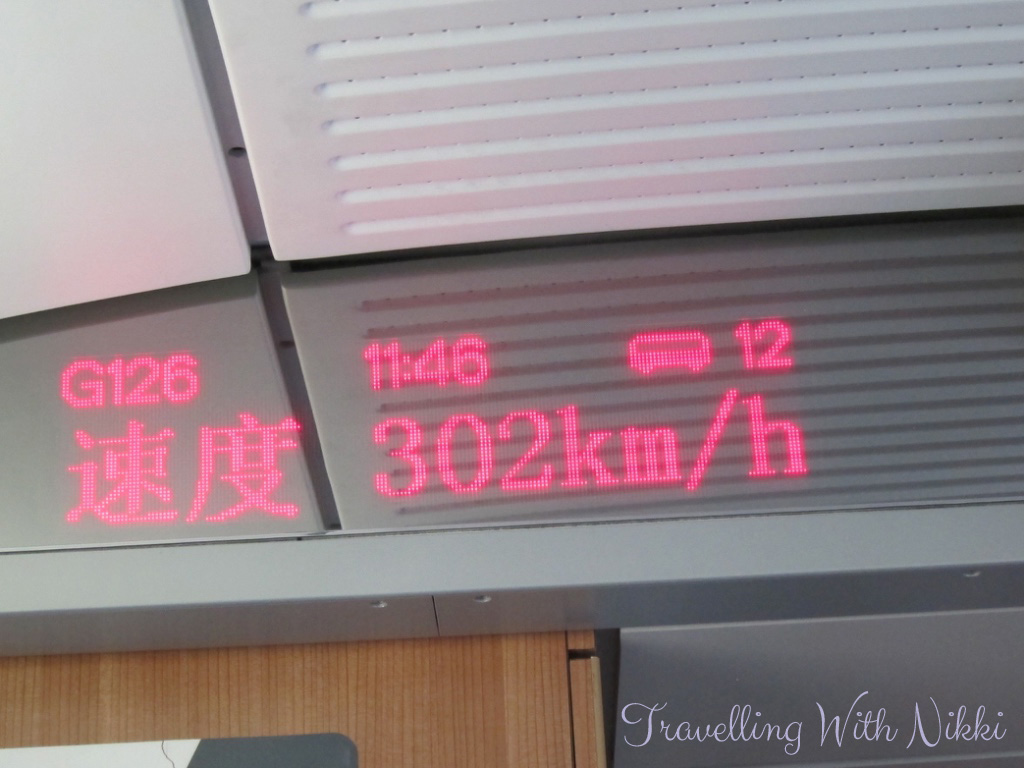 G126 11:46 12
速度 302km/h
Travelling With Nikki